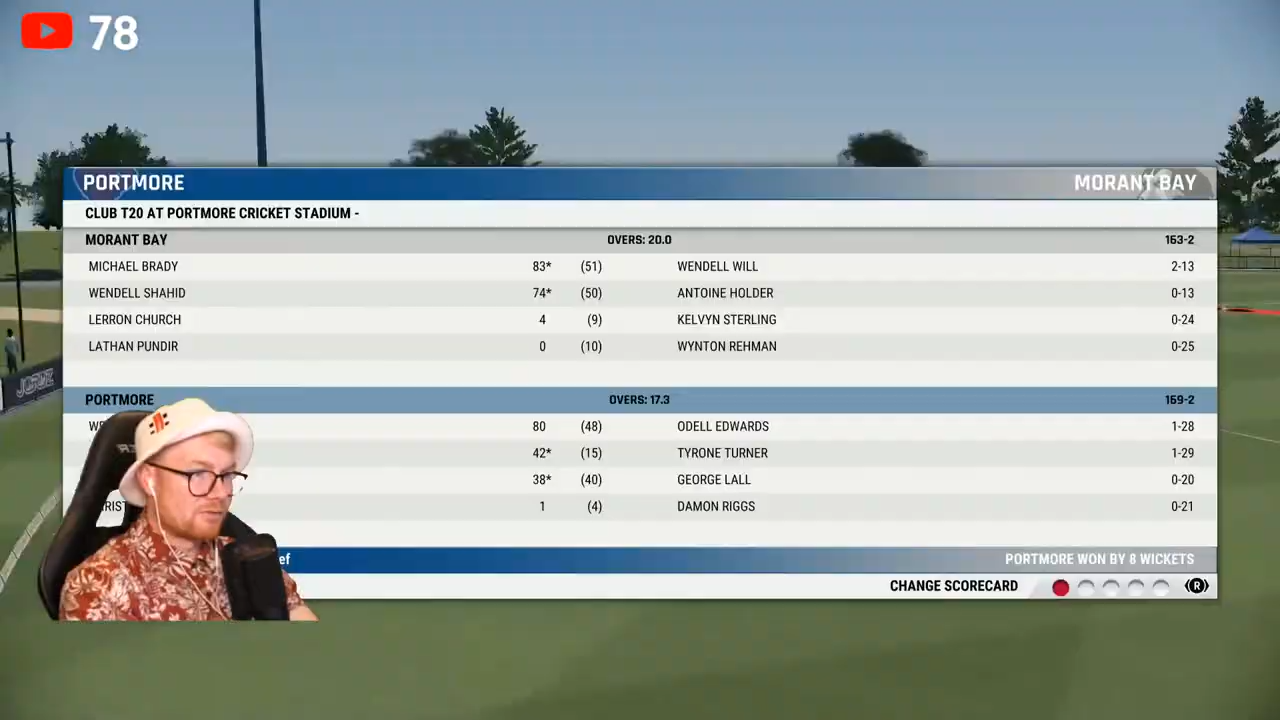 78
PORTMORE MORANT BAY
CLUB T20 AT PORTMORE CRICKET STADIUM -
MORANT BAY OVERS: 20.0 163-2
MICHAEL BRADY 83* (51) WENDELL WILL 2-13
WENDELL SHAHID 74* (50) ANTOINE HOLDER 0-13
LERRON CHURCH 4 (9) KELVYN STERLING 0-24
LATHAN PUNDIR 0 (10) WYNTON REHMAN 0-25
PORTMORE OVERS: 17.3 169-2
80 (48) ODELL EDWARDS 1-28
42* (15) TYRONE TURNER 1-29
38* (40) GEORGE LALL 0-20
1 (4) DAMON RIGGS 0-21
PORTMORE WON BY 8 WICKETS
CHANGE SCORECARD R